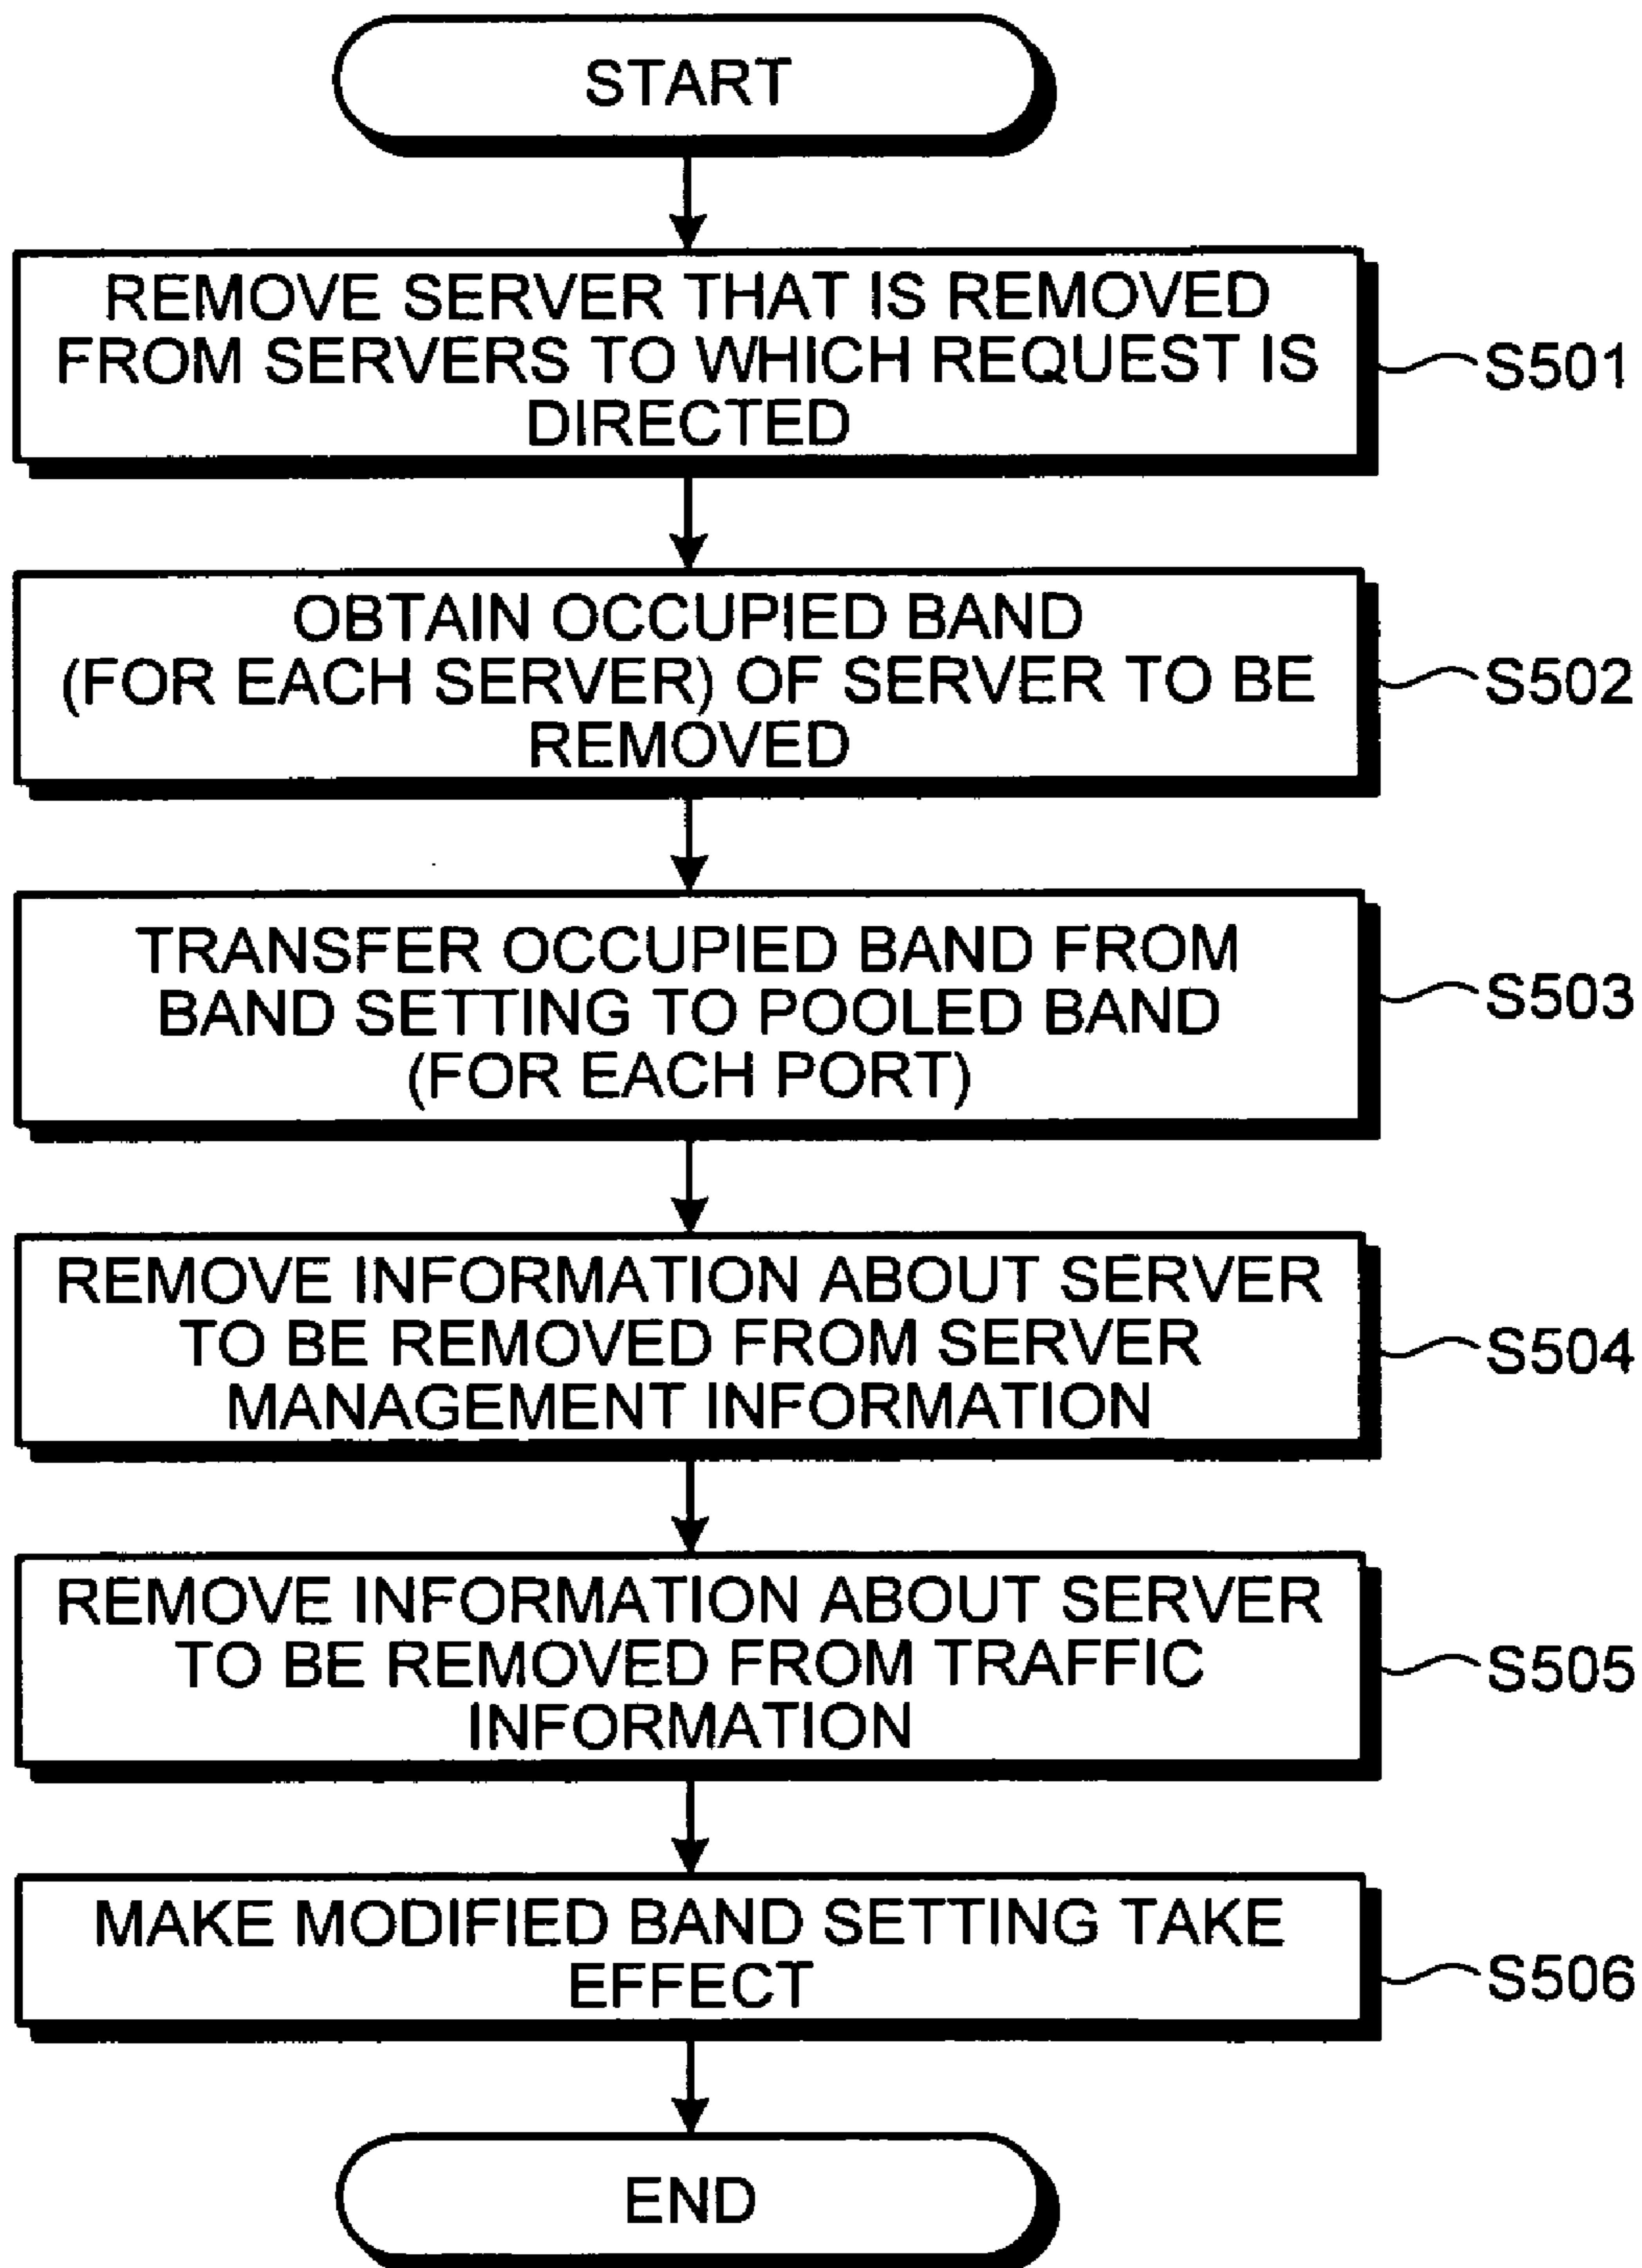 START
REMOVE SERVER THAT IS REMOVED
FROM SERVERS TO WHICH REQUEST IS
DIRECTED
S501
OBTAIN OCCUPIED BAND
(FOR EACH SERVER) OF SERVER TO BE
REMOVED
S502
TRANSFER OCCUPIED BAND FROM
BAND SETTING TO POOLED BAND
(FOR EACH PORT)
S503
REMOVE INFORMATION ABOUT SERVER
TO BE REMOVED FROM SERVER
MANAGEMENT INFORMATION
S504
REMOVE INFORMATION ABOUT SERVER
TO BE REMOVED FROM TRAFFIC
INFORMATION
S505
MAKE MODIFIED BAND SETTING TAKE
EFFECT
S506
END